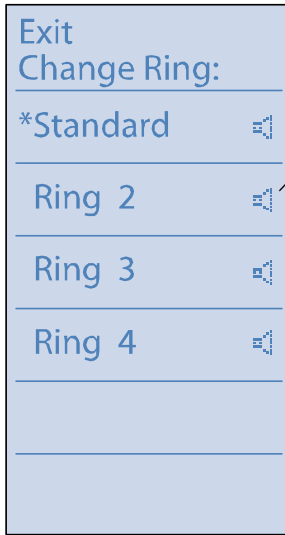 Exit
Change Ring:
*Standard
Ring 2
Ring 3
Ring 4